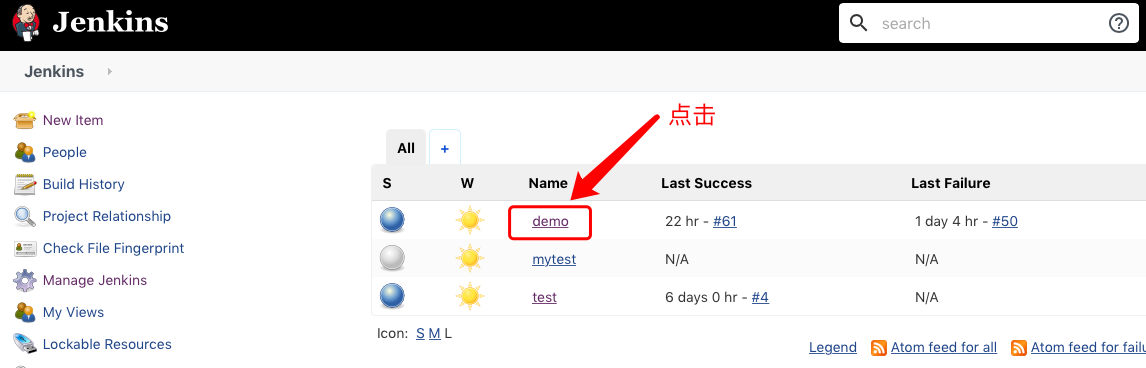 Jenkins
search
Jenkins
New Item
People
Build History
Project Relationship
Check File Fingerprint
Manage Jenkins
My Views
Lockable Resources
点击
All +
S W Name Last Success Last Failure
demo 22 hr - #61 1 day 4 hr - #50
mytest N/A N/A
test 6 days 0 hr - #4 N/A
Icon: S M L
Legend Atom feed for all Atom feed for failu